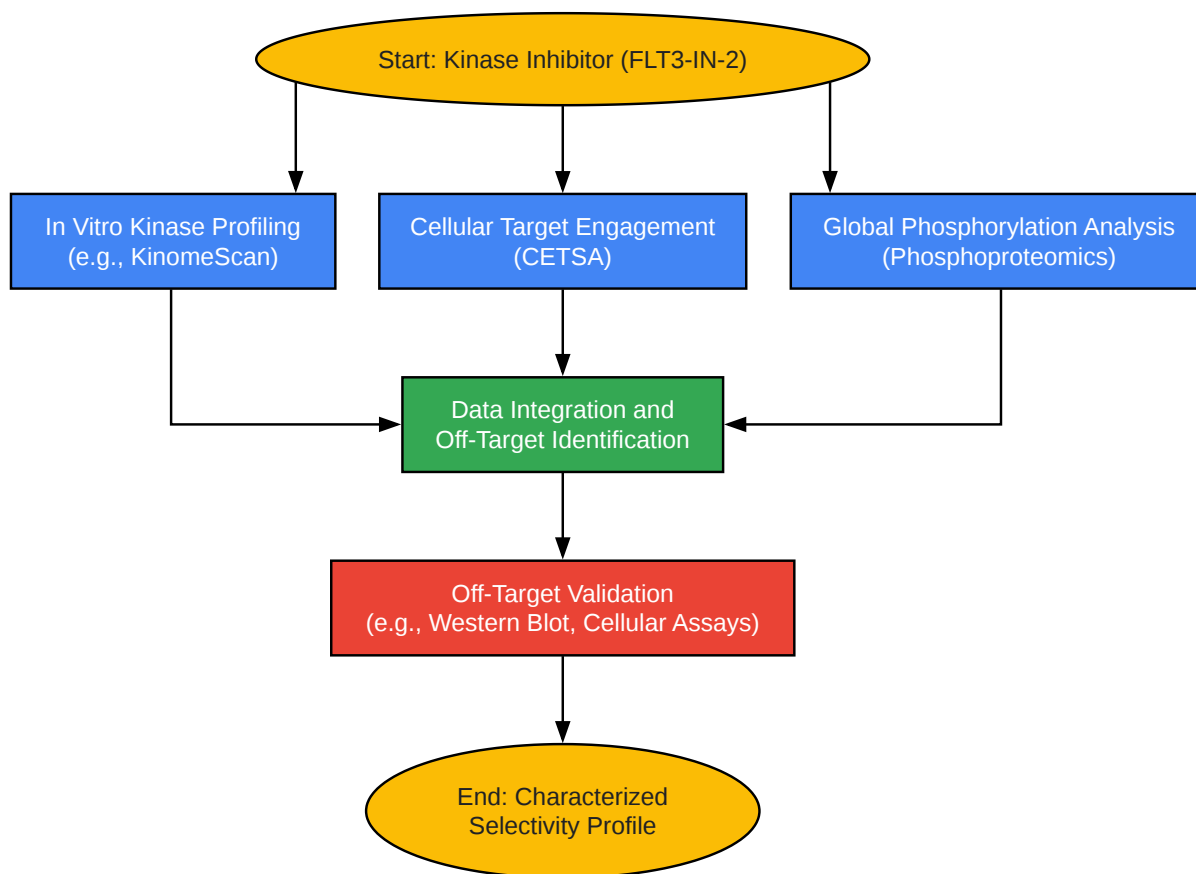 Start: Kinase Inhibitor (FLT3-IN-2)
In Vitro Kinase Profiling
(e.g., KinomeScan)
Cellular Target Engagement
(CETSA)
Global Phosphorylation Analysis
(Phosphoproteomics)
Data Integration and
Off-Target Identification
Off-Target Validation
(e.g., Western Blot, Cellular Assays)
End: Characterized
Selectivity Profile